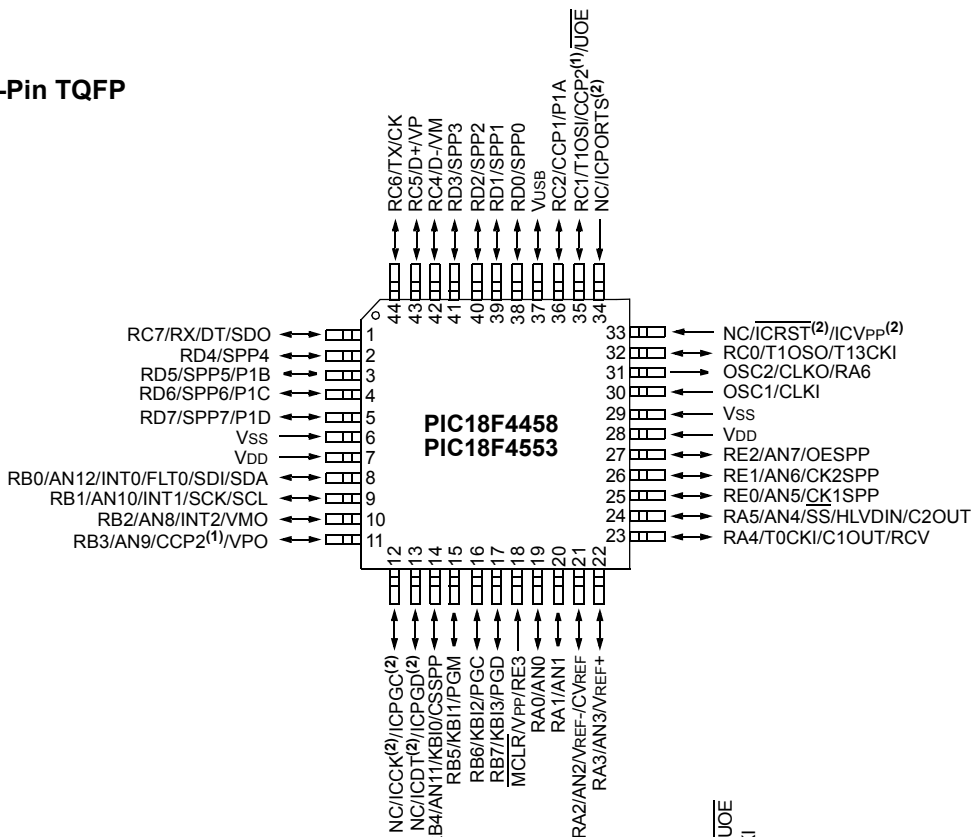 -Pin TQFP
RC6/TX/CK
RC5/D+/VP
RC4/D-/VM
RD3/SPP3
RD2/SPP2
RD1/SPP1
RD0/SPP0
VUSB
RC2/CCP1/P1A
RC1/T1OSI/CCP2(1)/UOE
NC/ICPORTS(2)
44
43
42
41
40
39
38
37
36
35
34
RC7/RX/DT/SDO 1
RD4/SPP4 2
RD5/SPP5/P1B 3
RD6/SPP6/P1C 4
RD7/SPP7/P1D 5
VSS 6
VDD 7
RB0/AN12/INT0/FLT0/SDI/SDA 8
RB1/AN10/INT1/SCK/SCL 9
RB2/AN8/INT2/VMO 10
RB3/AN9/CCP2(1)/VPO 11
PIC18F4458
PIC18F4553
33 NC/ICRST(2)/ICVPP(2)
32 RC0/T1OSO/T13CKI
31 OSC2/CLKO/RA6
30 OSC1/CLKI
29 VSS
28 VDD
27 RE2/AN7/OESPP
26 RE1/AN6/CK2SPP
25 RE0/AN5/CK1SPP
24 RA5/AN4/SS/HLVDIN/C2OUT
23 RA4/T0CKI/C1OUT/RCV
12
13
14
15
16
17
18
19
20
21
22
NC/ICCK(2)/ICPGC(2)
NC/ICDT(2)/ICPGD(2)
B4/AN11/KBI0/CSSPP
RB5/KBI1/PGM
RB6/KBI2/PGC
RB7/KBI3/PGD
MCLR/VPP/RE3
RA0/AN0
RA1/AN1
RA2/AN2/VREF-/CVREF
RA3/AN3/VREF+
UOE